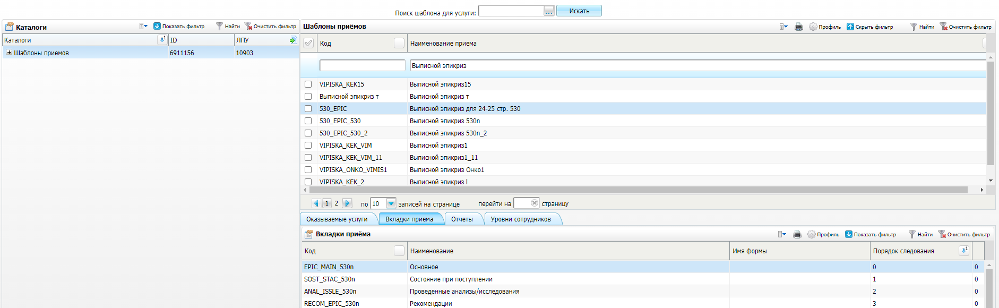 Поиск шаблона для услуги: ... Искать
Каталоги Показать фильтр Найти Очистить фильтр
Каталоги 1 ID ЛПУ
Шаблоны приемов 6911156 10903
Шаблоны приёмов Профиль Скрыть фильтр Найти Очистить фильтр
Код Наименование приема
Выписной эпикриз
VIPISKA_KEK15 Выписной эпикриз15
Выписной эпикриз т Выписной эпикриз т
530_EPIC Выписной эпикриз для 24-25 стр. 530
530_EPIC_530 Выписной эпикриз 530n
530_EPIC_530_2 Выписной эпикриз 530n_2
VIPISKA_KEK_VIM Выписной эпикриз1
VIPISKA_KEK_VIM_11 Выписной эпикриз1_11
VIPISKA_ONKO_VIMIS1 Выписной эпикриз Онко1
VIPISKA_KEK_2 Выписной эпикриз l
1 2 по 10 записей на странице перейти на страницу
Оказываемые услуги Вкладки приема Отчеты Уровни сотрудников
Вкладки приёма Профиль Показать фильтр Найти Очистить фильтр
Код Наименование Имя формы Порядок следования 1
EPIC_MAIN_530n Основное 0 0
SOST_STAC_530n Состояние при поступлении 1 0
ANAL_ISSLE_530n Проведенные анализы/исследования 2 0
RECOM_EPIC_530n Рекомендации 3 0